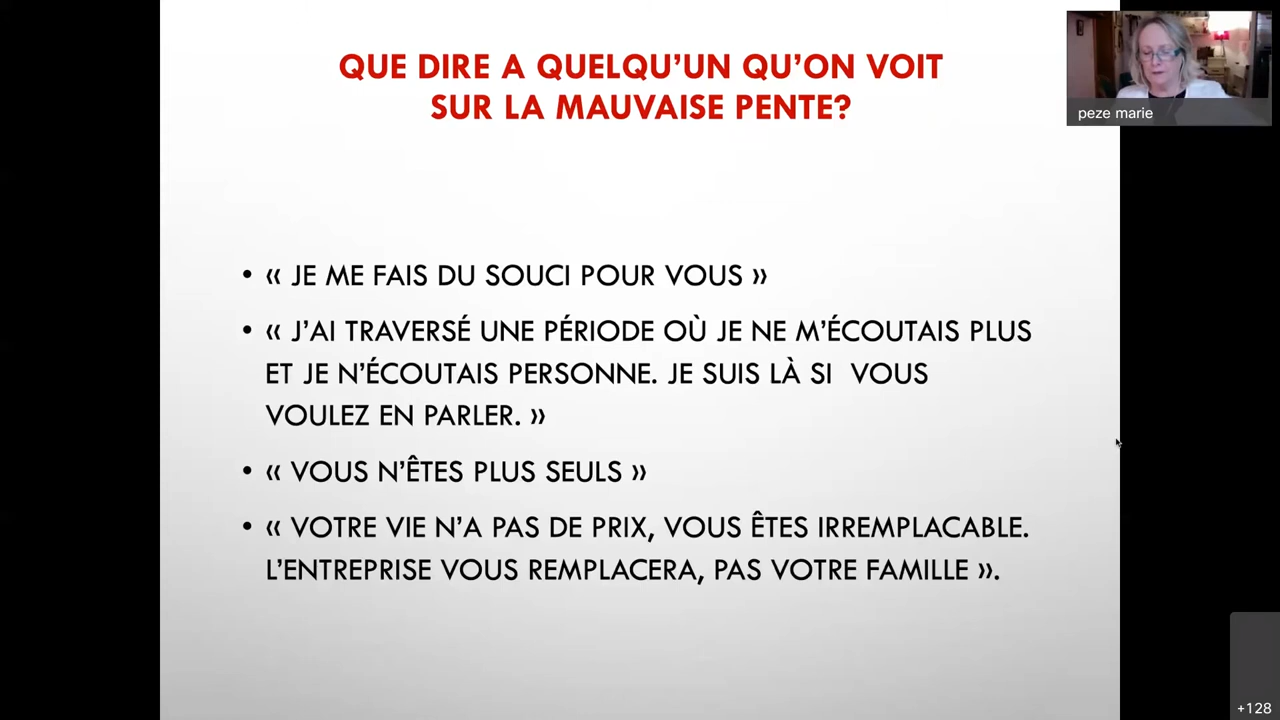 QUE DIRE A QUELQU’UN QU’ON VOIT
SUR LA MAUVAISE PENTE?
peze marie
• « JE ME FAIS DU SOUCI POUR VOUS »
• « J’AI TRAVERSÉ UNE PÉRIODE OÙ JE NE M’ÉCOUTAIS PLUS
ET JE N’ÉCOUTAIS PERSONNE. JE SUIS LÀ SI VOUS
VOULEZ EN PARLER. »
• « VOUS N’ÊTES PLUS SEULS »
• « VOTRE VIE N’A PAS DE PRIX, VOUS ÊTES IRREMPLACABLE.
L’ENTREPRISE VOUS REMPLACERA, PAS VOTRE FAMILLE ».
+128